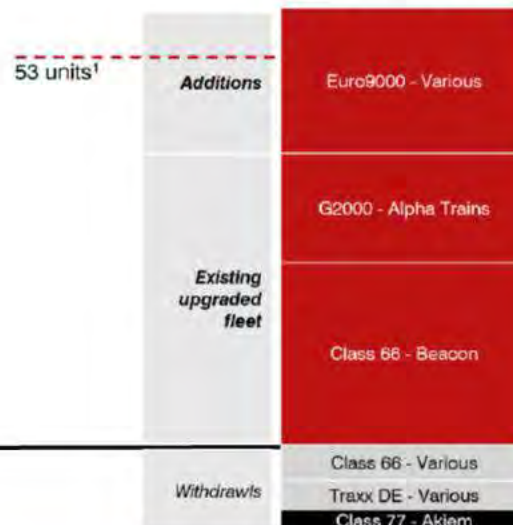 53 units¹
Additions
Euro9000 - Various
G2000 - Alpha Trains
Existing
upgraded
fleet
Class 66 - Beacon
Class 66 - Various
Withdrawls
Traxx DE - Various
Class 77 - Akiem